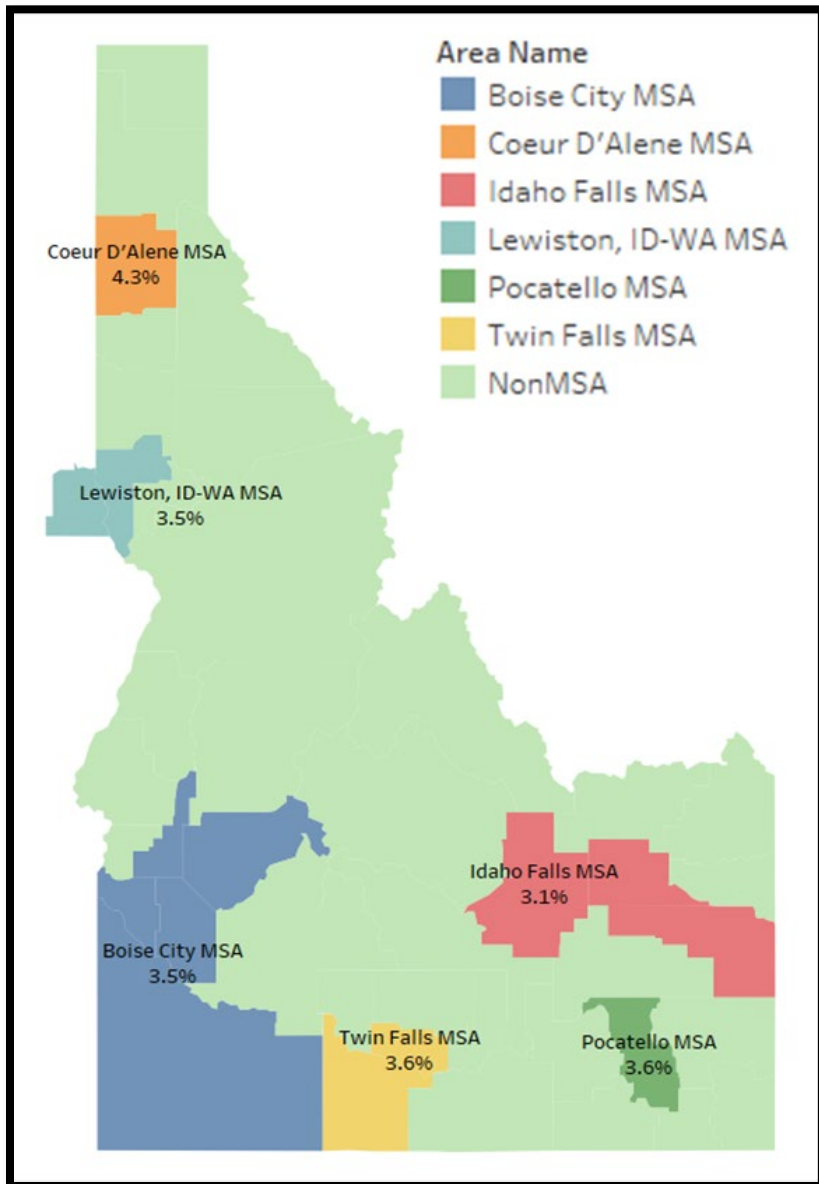 Area Name
Boise City MSA
Coeur D’Alene MSA
Idaho Falls MSA
Lewiston, ID-WA MSA
Pocatello MSA
Twin Falls MSA
NonMSA
Coeur D’Alene MSA
4.3%
Lewiston, ID-WA MSA
3.5%
Idaho Falls MSA
3.1%
Boise City MSA
3.5%
Twin Falls MSA
3.6%
Pocatello MSA
3.6%